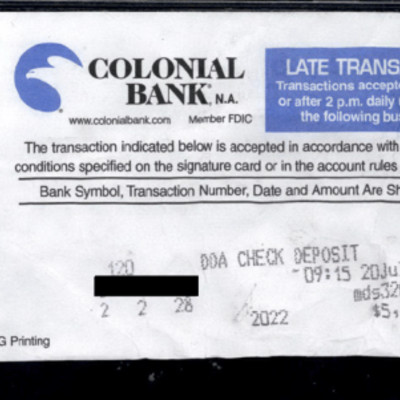 COLONIAL
BANK, N.A.
www.colonialbank.com Member FDIC
LATE TRANS
Transactions accepte
or after 2 p.m. daily
the following bu
The transaction indicated below is accepted in accordance with
conditions specified on the signature card or in the account rules
Bank Symbol, Transaction Number, Date and Amount Are Sh
120 DDA CHECK DEPOSIT
-09:15 20Jul
mds320
2 2 28 2022 $5,
G Printing